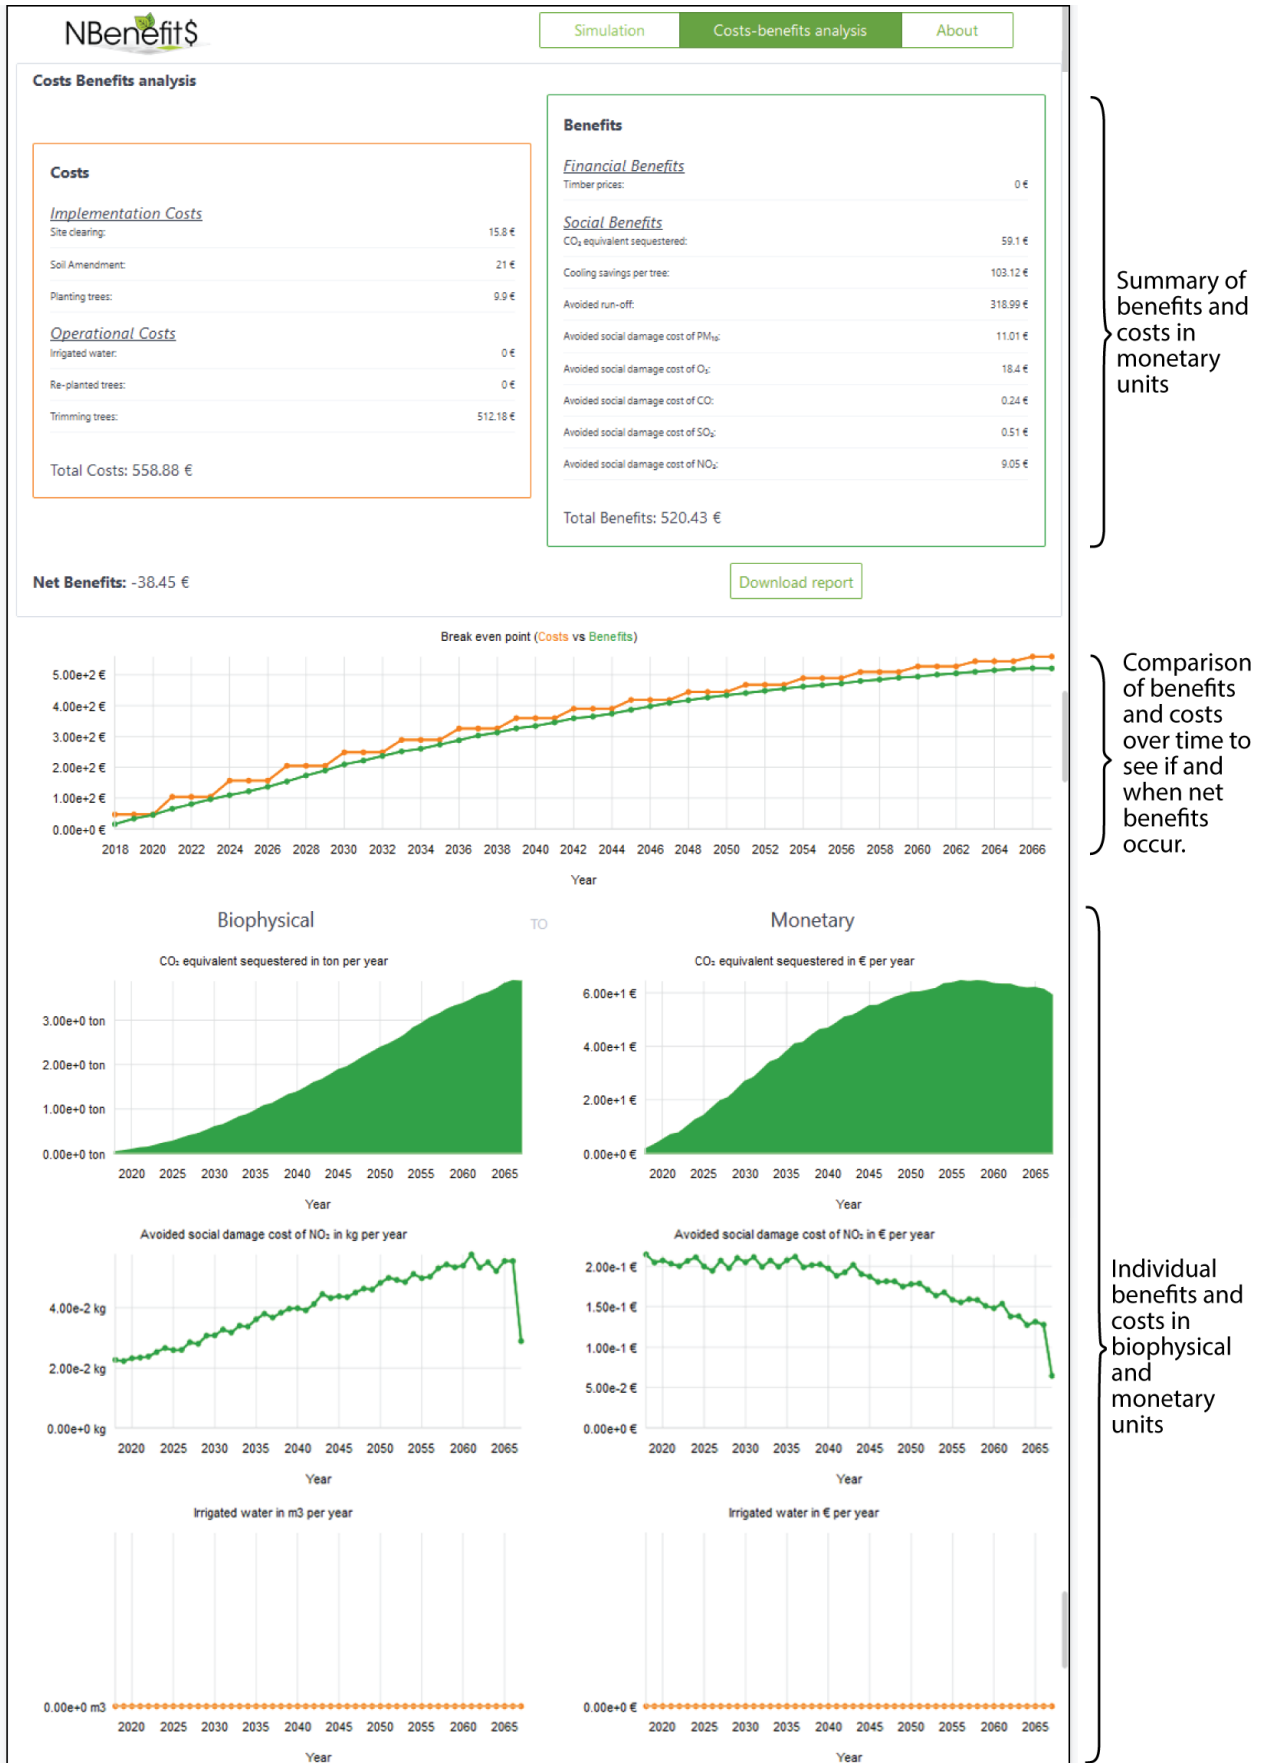 NBenefit$
Simulation
Costs-benefits analysis
About
Costs Benefits analysis
Costs
Implementation Costs
Site clearing: 15.8 €
Soil Amendment: 21 €
Planting trees: 9.9 €
Operational Costs
Irrigated water: 0 €
Re-planted trees: 0 €
Trimming trees: 512.18 €
Total Costs: 558.88 €
Benefits
Financial Benefits
Timber prices: 0 €
Social Benefits
CO₂ equivalent sequestered: 59.1 €
Cooling savings per tree: 103.12 €
Avoided run-off: 318.99 €
Avoided social damage cost of PM₁₀: 11.01 €
Avoided social damage cost of O₃: 18.4 €
Avoided social damage cost of CO: 0.24 €
Avoided social damage cost of SO₂: 0.51 €
Avoided social damage cost of NO₂: 9.05 €
Total Benefits: 520.43 €
Net Benefits: -38.45 €
Download report
Summary of
benefits and
costs in
monetary
units
Break even point (Costs vs Benefits)
5.00e+2 €
4.00e+2 €
3.00e+2 €
2.00e+2 €
1.00e+2 €
0.00e+0 €
2018 2020 2022 2024 2026 2028 2030 2032 2034 2036 2038 2040 2042 2044 2046 2048 2050 2052 2054 2056 2058 2060 2062 2064 2066
Year
Comparison
of benefits
and costs
over time to
see if and
when net
benefits
occur.
Biophysical TO Monetary
CO₂ equivalent sequestered in ton per year
3.00e+0 ton
2.00e+0 ton
1.00e+0 ton
0.00e+0 ton
2020 2025 2030 2035 2040 2045 2050 2055 2060 2065
Year
CO₂ equivalent sequestered in € per year
6.00e+1 €
4.00e+1 €
2.00e+1 €
0.00e+0 €
2020 2025 2030 2035 2040 2045 2050 2055 2060 2065
Year
Avoided social damage cost of NO₂ in kg per year
4.00e-2 kg
2.00e-2 kg
0.00e+0 kg
2020 2025 2030 2035 2040 2045 2050 2055 2060 2065
Year
Avoided social damage cost of NO₂ in € per year
2.00e-1 €
1.50e-1 €
1.00e-1 €
5.00e-2 €
0.00e+0 €
2020 2025 2030 2035 2040 2045 2050 2055 2060 2065
Year
Irrigated water in m3 per year
0.00e+0 m3
2020 2025 2030 2035 2040 2045 2050 2055 2060 2065
Year
Irrigated water in € per year
0.00e+0 €
2020 2025 2030 2035 2040 2045 2050 2055 2060 2065
Year
Individual
benefits and
costs in
biophysical
and
monetary
units